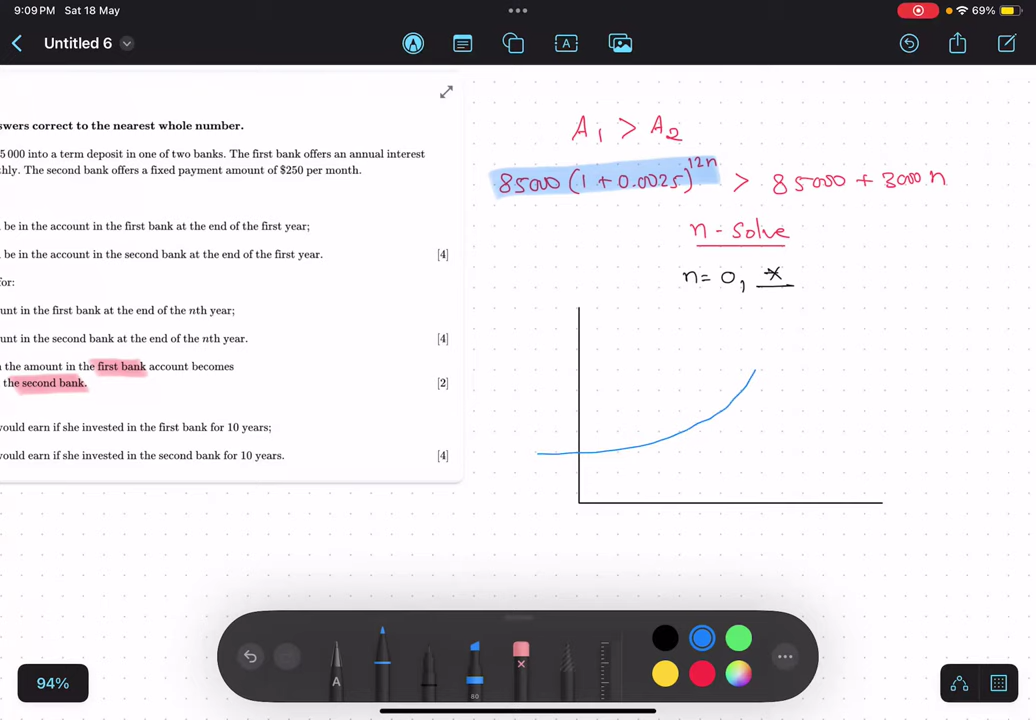 9:09 PM Sat 18 May
69%
Untitled 6
swers correct to the nearest whole number.
5 000 into a term deposit in one of two banks. The first bank offers an annual interest
thly. The second bank offers a fixed payment amount of $250 per month.
be in the account in the first bank at the end of the first year;
be in the account in the second bank at the end of the first year. [4]
for:
unt in the first bank at the end of the nth year;
unt in the second bank at the end of the nth year. [4]
the amount in the first bank account becomes
the second bank. [2]
would earn if she invested in the first bank for 10 years;
would earn if she invested in the second bank for 10 years. [4]
A₁ > A₂
85000 (1 + 0.0025)^12n > 85000 + 3000 n
n - solve
n = 0, *
A
80
94%